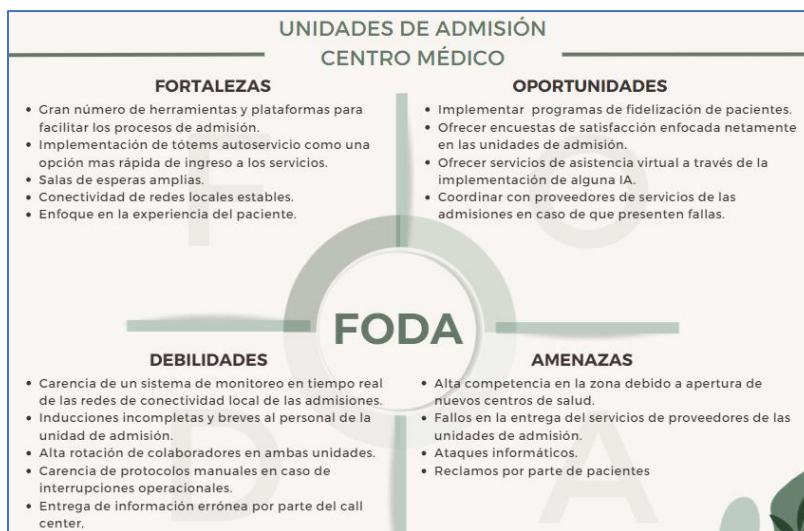 UNIDADES DE ADMISIÓN
CENTRO MÉDICO
FORTALEZAS
• Gran número de herramientas y plataformas para
facilitar los procesos de admisión.
• Implementación de tótems autoservicio como una
opción mas rápida de ingreso a los servicios.
• Salas de esperas amplias.
• Conectividad de redes locales estables.
• Enfoque en la experiencia del paciente.
OPORTUNIDADES
• Implementar programas de fidelización de pacientes.
• Ofrecer encuestas de satisfacción enfocada netamente
en las unidades de admisión.
• Ofrecer servicios de asistencia virtual a través de la
implementación de alguna IA.
• Coordinar con proveedores de servicios de las
admisiones en caso de que presenten fallas.
F
O
FODA
DEBILIDADES
• Carencia de un sistema de monitoreo en tiempo real
de las redes de conectividad local de las admisiones.
• Inducciones incompletas y breves al personal de la
unidad de admisión.
• Alta rotación de colaboradores en ambas unidades.
• Carencia de protocolos manuales en caso de
interrupciones operacionales.
• Entrega de información errónea por parte del call
center.
AMENAZAS
• Alta competencia en la zona debido a apertura de
nuevos centros de salud.
• Fallos en la entrega del servicios de proveedores de las
unidades de admisión.
• Ataques informáticos.
• Reclamos por parte de pacientes
D
A